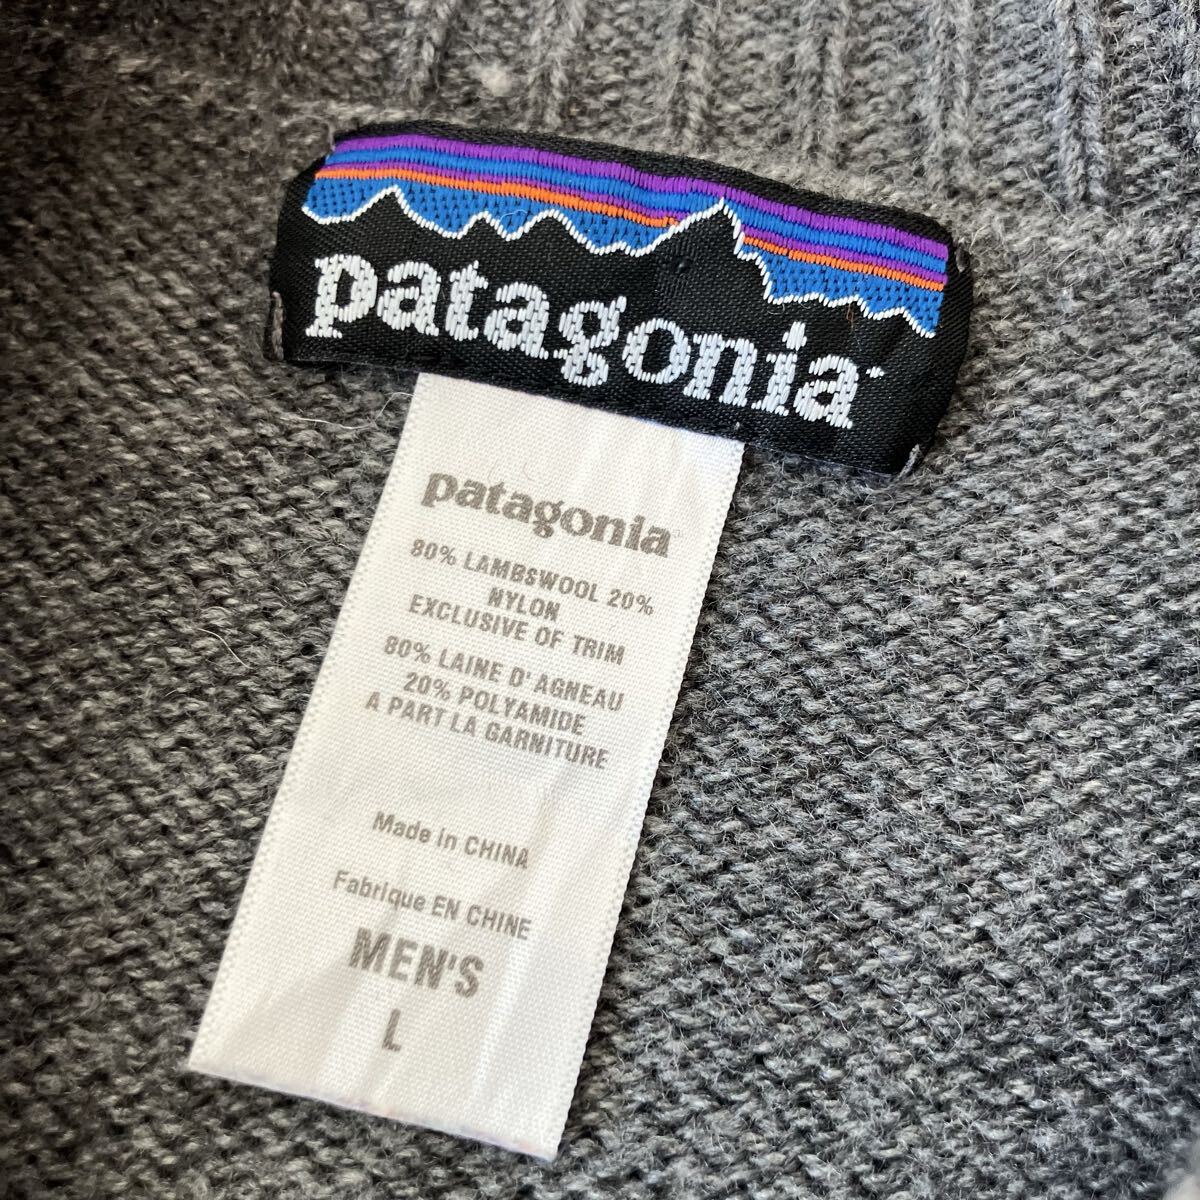 patagonia
patagonia
80% LAMBSWOOL 20%
NYLON
EXCLUSIVE OF TRIM
80% LAINE D'AGNEAU
20% POLYAMIDE
A PART LA GARNITURE
Made in CHINA
Fabrique EN CHINE
MEN'S
L